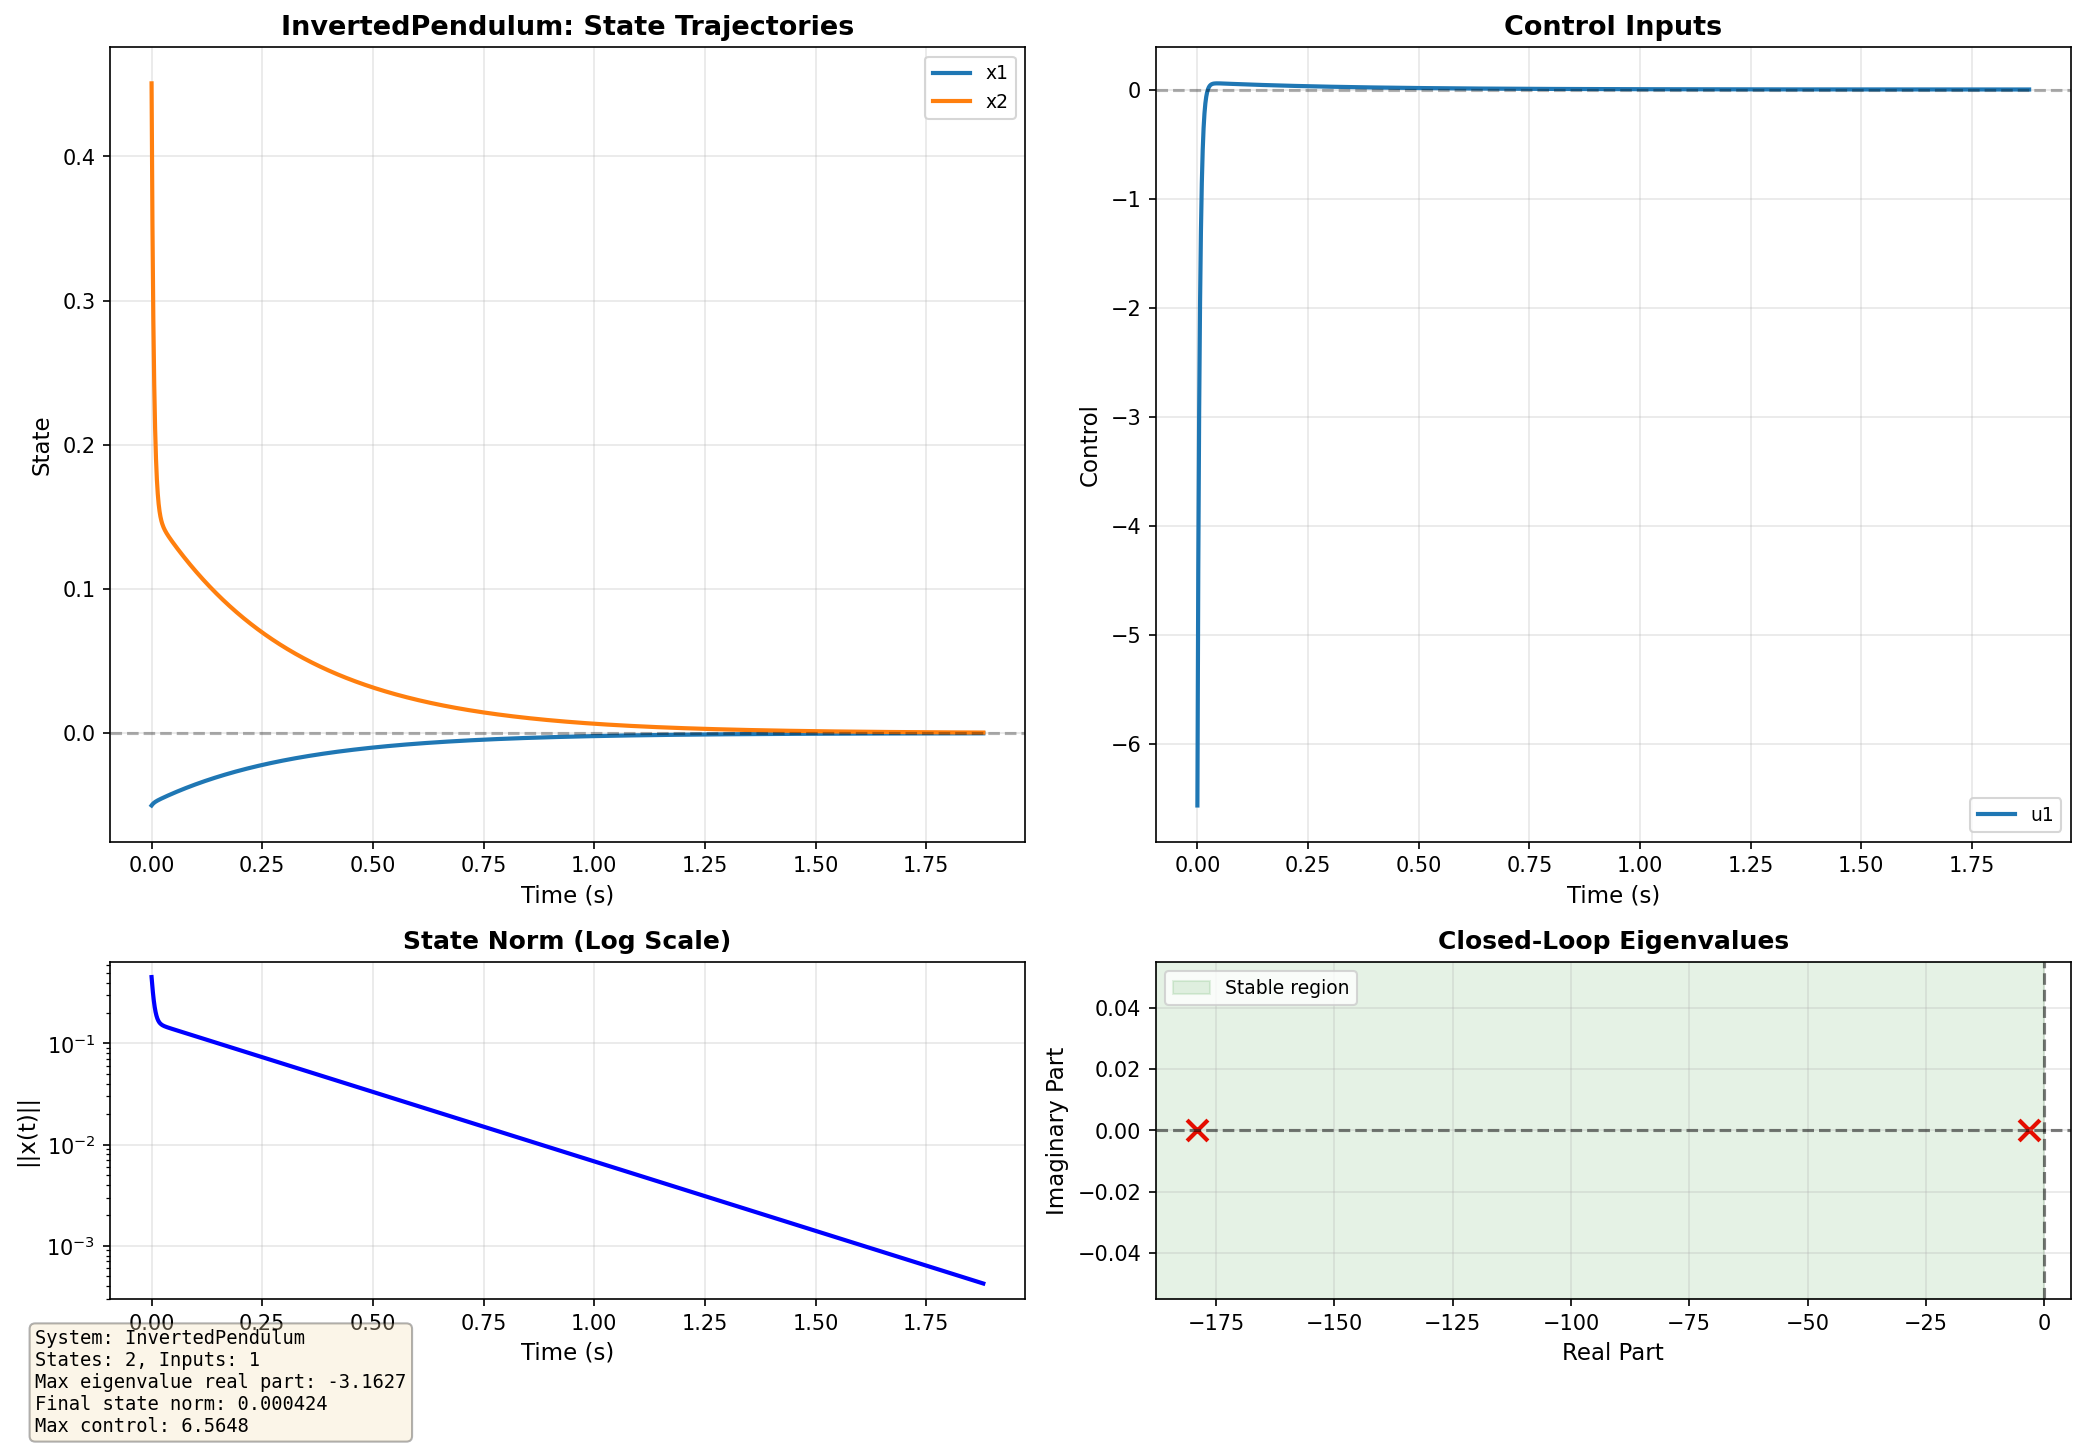 InvertedPendulum: State Trajectories
x1
x2
0.4
0.3
0.2
0.1
0.0
State
0.00 0.25 0.50 0.75 1.00 1.25 1.50 1.75
Time (s)
Control Inputs
0
−1
−2
−3
−4
−5
−6
Control
u1
0.00 0.25 0.50 0.75 1.00 1.25 1.50 1.75
Time (s)
State Norm (Log Scale)
10⁻¹
10⁻²
10⁻³
||x(t)||
0.00 0.25 0.50 0.75 1.00 1.25 1.50 1.75
Time (s)
Closed-Loop Eigenvalues
Stable region
0.04
0.02
0.00
−0.02
−0.04
Imaginary Part
−175 −150 −125 −100 −75 −50 −25 0
Real Part
System: InvertedPendulum
States: 2, Inputs: 1
Max eigenvalue real part: -3.1627
Final state norm: 0.000424
Max control: 6.5648